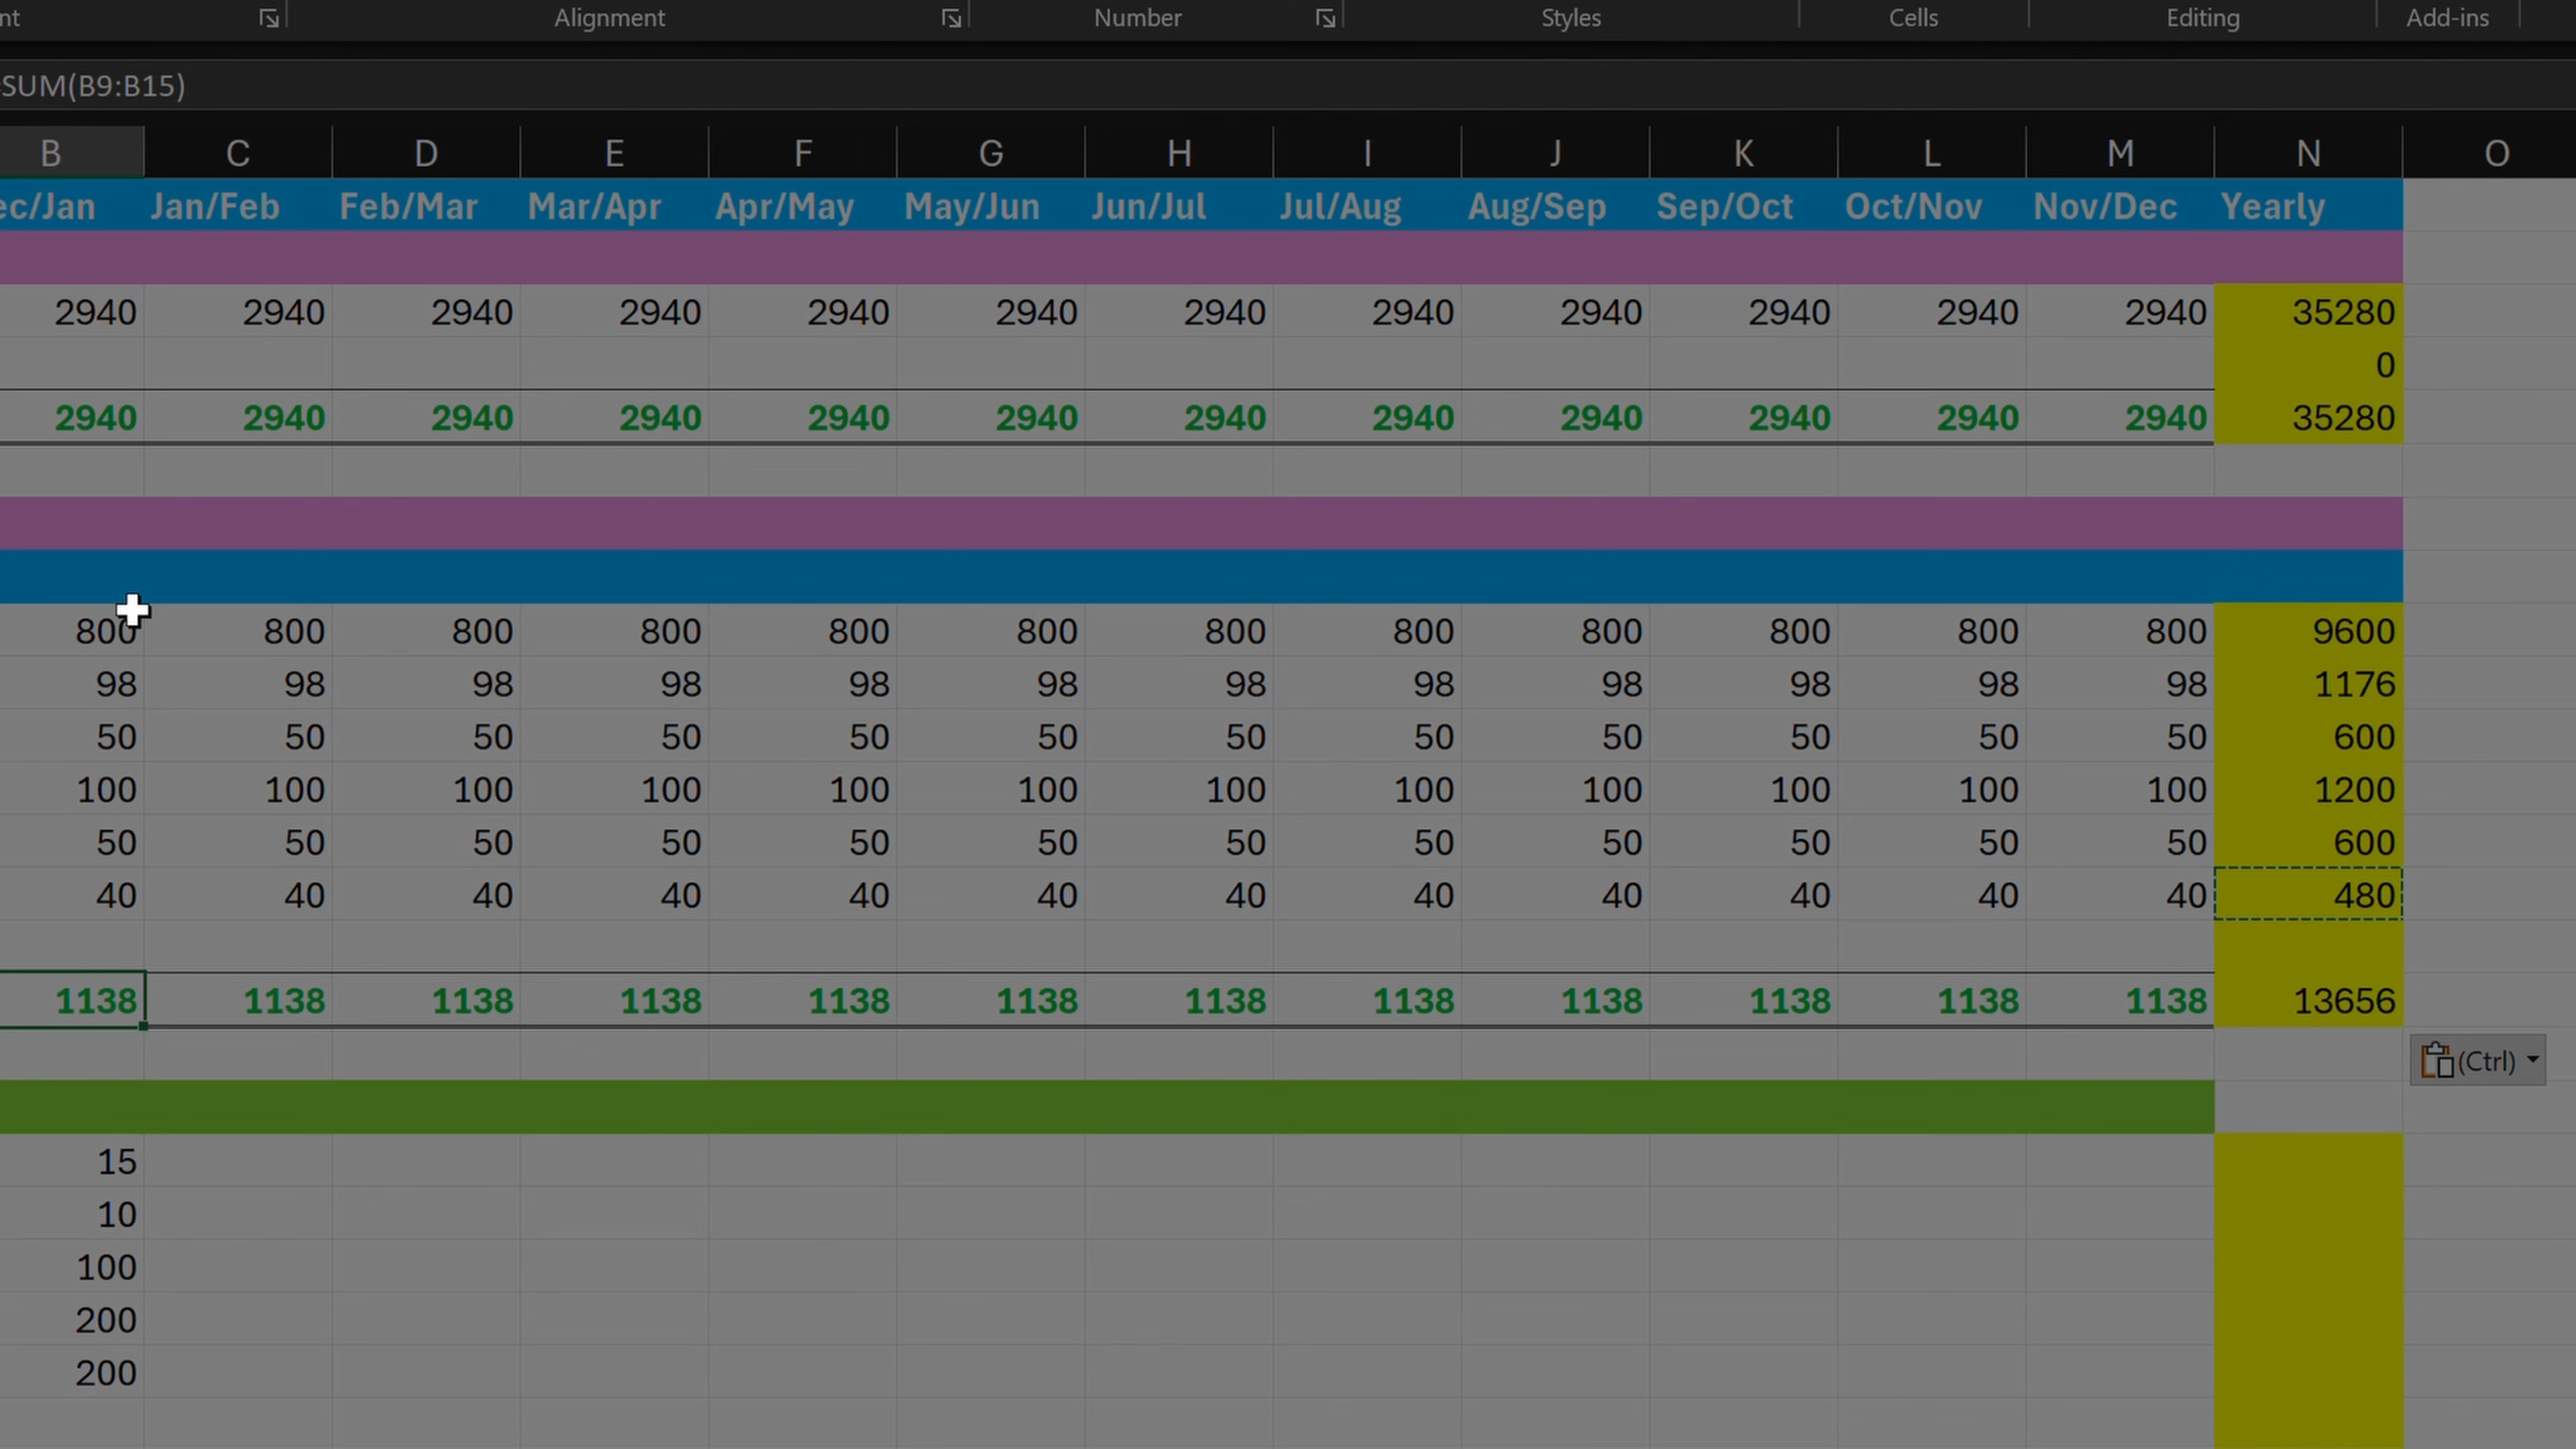 nt Alignment Number Styles Cells Editing Add-ins
SUM(B9:B15)
B C D E F G H I J K L M N O
ec/Jan Jan/Feb Feb/Mar Mar/Apr Apr/May May/Jun Jun/Jul Jul/Aug Aug/Sep Sep/Oct Oct/Nov Nov/Dec Yearly
2940 2940 2940 2940 2940 2940 2940 2940 2940 2940 2940 2940 35280
0
2940 2940 2940 2940 2940 2940 2940 2940 2940 2940 2940 2940 35280
800 800 800 800 800 800 800 800 800 800 800 800 9600
98 98 98 98 98 98 98 98 98 98 98 98 1176
50 50 50 50 50 50 50 50 50 50 50 50 600
100 100 100 100 100 100 100 100 100 100 100 100 1200
50 50 50 50 50 50 50 50 50 50 50 50 600
40 40 40 40 40 40 40 40 40 40 40 40 480
1138 1138 1138 1138 1138 1138 1138 1138 1138 1138 1138 1138 13656
(Ctrl)
15
10
100
200
200